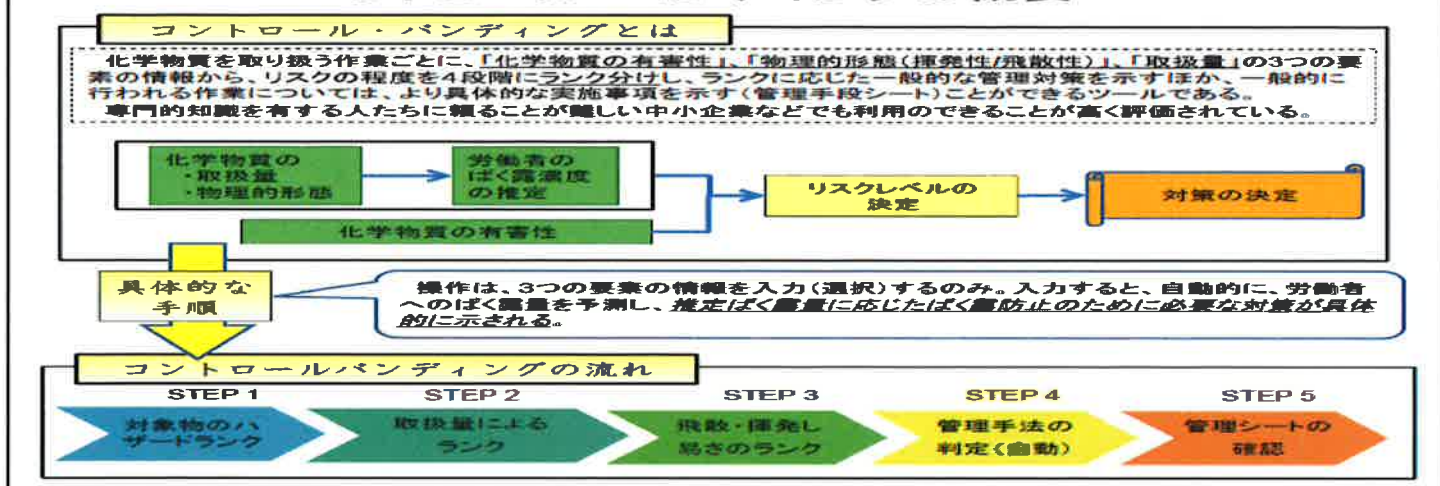 コントロール・バンディングとは
化学物質を取り扱う作業ごとに、「化学物質の有害性」、「物理的形態(揮発性/飛散性)」、「取扱量」の3つの要
素の情報から、リスクの程度を4段階にランク分けし、ランクに応じた一般的な管理対策を示すほか、一般的に
行われる作業については、より具体的な実施事項を示す(管理手段シート)ことができるツールである。
専門的知識を有する人たちに頼ることが難しい中小企業などでも利用のできることが高く評価されている。
化学物質の
・取扱量
・物理的形態
労働者の
ばく露濃度
の推定
化学物質の有害性
リスクレベルの
決定
対策の決定
具体的な
手順
操作は、3つの要素の情報を入力(選択)するのみ。入力すると、自動的に、労働者
へのばく露量を予測し、推定ばく露量に応じたばく露防止のために必要な対策が具体
的に示される。
コントロールバンディングの流れ
STEP 1
STEP 2
STEP 3
STEP 4
STEP 5
対象物のハ
ザードランク
取扱量による
ランク
飛散・揮発し
易さのランク
管理手法の
判定(自動)
管理シートの
確認